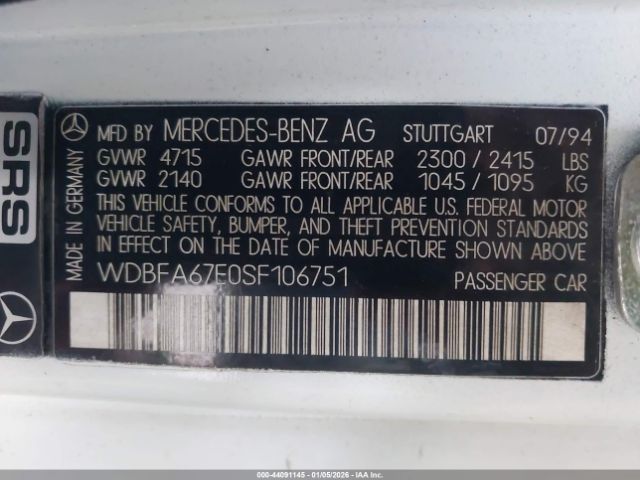 SRS
MADE IN GERMANY
MFD BY MERCEDES-BENZ AG STUTTGART 07/94
GVWR 4715 GAWR FRONT/REAR 2300 / 2415 LBS
GVWR 2140 GAWR FRONT/REAR 1045 / 1095 KG
THIS VEHICLE CONFORMS TO ALL APPLICABLE U.S. FEDERAL MOTOR
VEHICLE SAFETY, BUMPER, AND THEFT PREVENTION STANDARDS
IN EFFECT ON THE DATE OF MANUFACTURE SHOWN ABOVE
WDBFA67E0SF106751 PASSENGER CAR
000-44091145 - 01/05/2026 - IAA Inc.